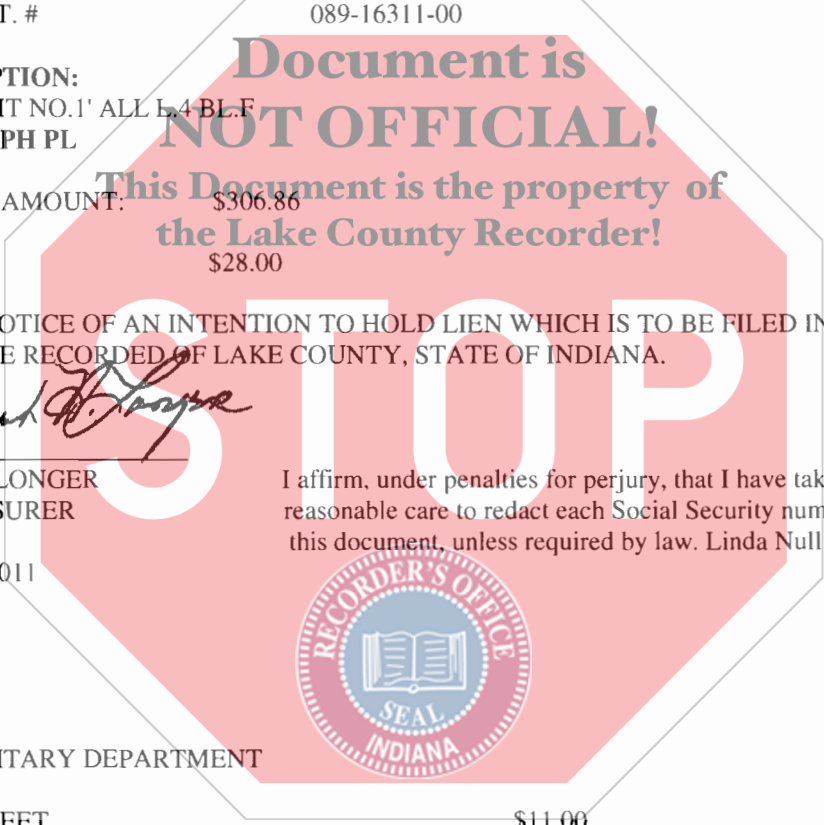 T. # 089-16311-00
Document is
PTION:
IT NO.1' ALL L.4 BL.F
NOT OFFICIAL!
PH PL
This Document is the property of
AMOUNT: $306.86
the Lake County Recorder!
$28.00
OTICE OF AN INTENTION TO HOLD LIEN WHICH IS TO BE FILED IN
E RECORDED OF LAKE COUNTY, STATE OF INDIANA.
STOP
LONGER
SURER
I affirm, under penalties for perjury, that I have tak
reasonable care to redact each Social Security num
this document, unless required by law. Linda Null
011
RECORDER'S OFFICE
SEAL
INDIANA
ITARY DEPARTMENT
EET $11.00